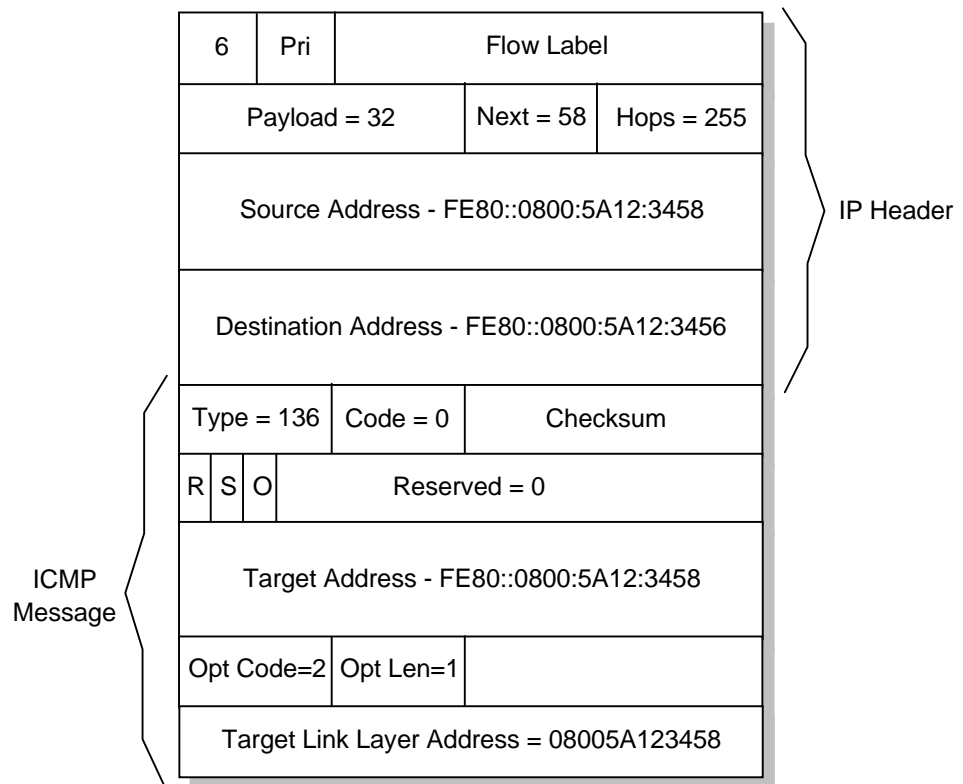 6
Pri
Flow Label
Payload = 32
Next = 58
Hops = 255
Source Address - FE80::0800:5A12:3458
IP Header
Destination Address - FE80::0800:5A12:3456
Type = 136
Code = 0
Checksum
R
S
O
Reserved = 0
ICMP
Message
Target Address - FE80::0800:5A12:3458
Opt Code=2
Opt Len=1
Target Link Layer Address = 08005A123458